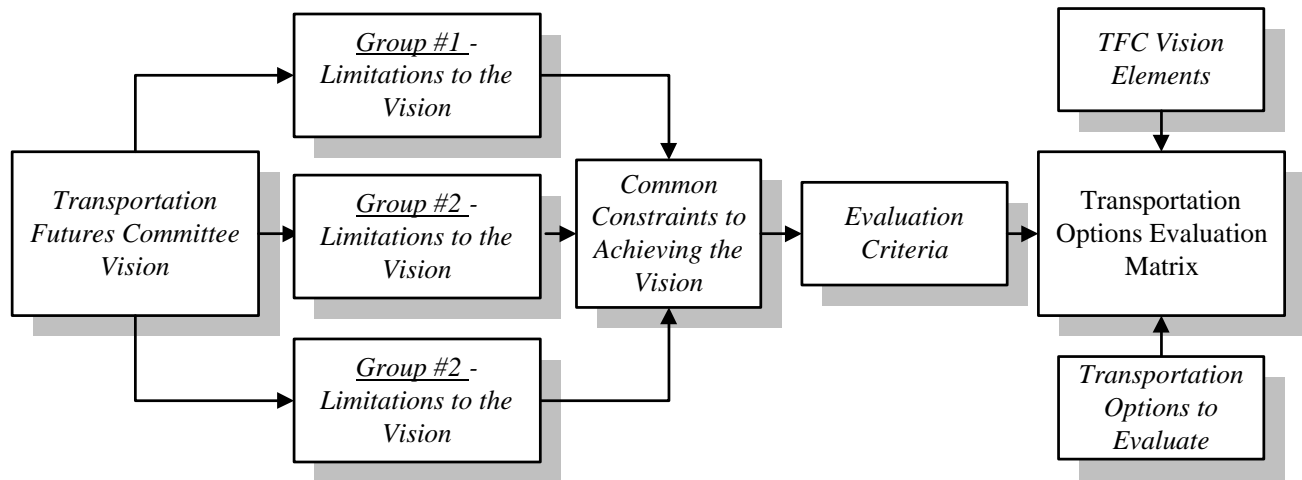 Group #1 -
Limitations to the
Vision
TFC Vision
Elements
Transportation
Futures Committee
Vision
Group #2 -
Limitations to the
Vision
Common
Constraints to
Achieving the
Vision
Evaluation
Criteria
Transportation
Options Evaluation
Matrix
Group #2 -
Limitations to the
Vision
Transportation
Options to
Evaluate